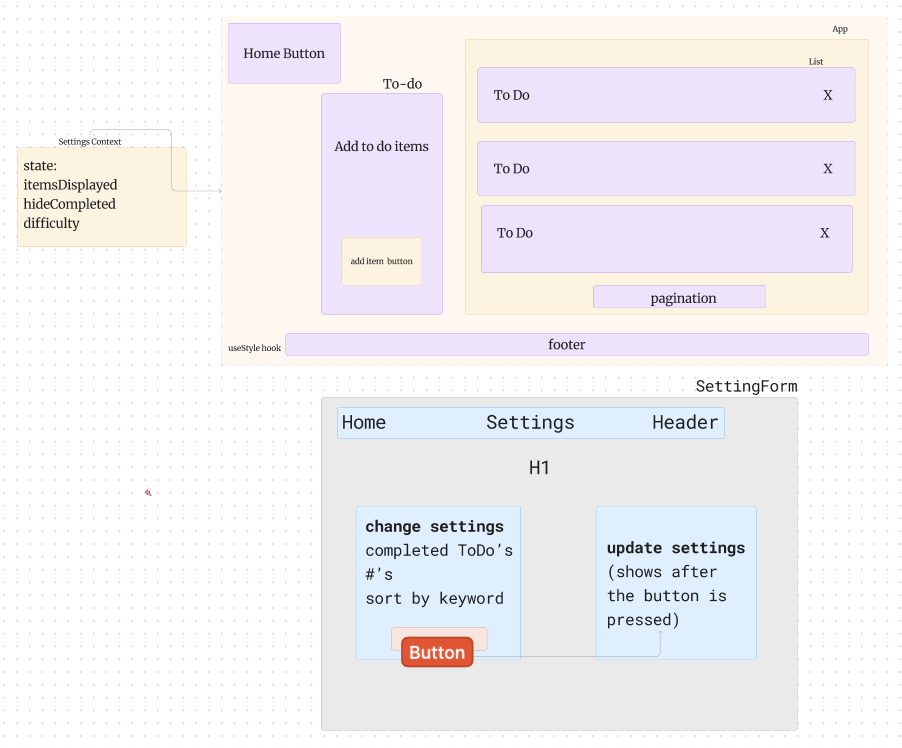 App
Home Button
List
To-do
To Do X
Add to do items
Settings Context
state:
itemsDisplayed
hideCompleted
difficulty
To Do X
To Do X
add item button
pagination
useStyle hook
footer
SettingForm
Home Settings Header
H1
change settings
completed ToDo’s
#’s
sort by keyword
Button
update settings
(shows after
the button is
pressed)